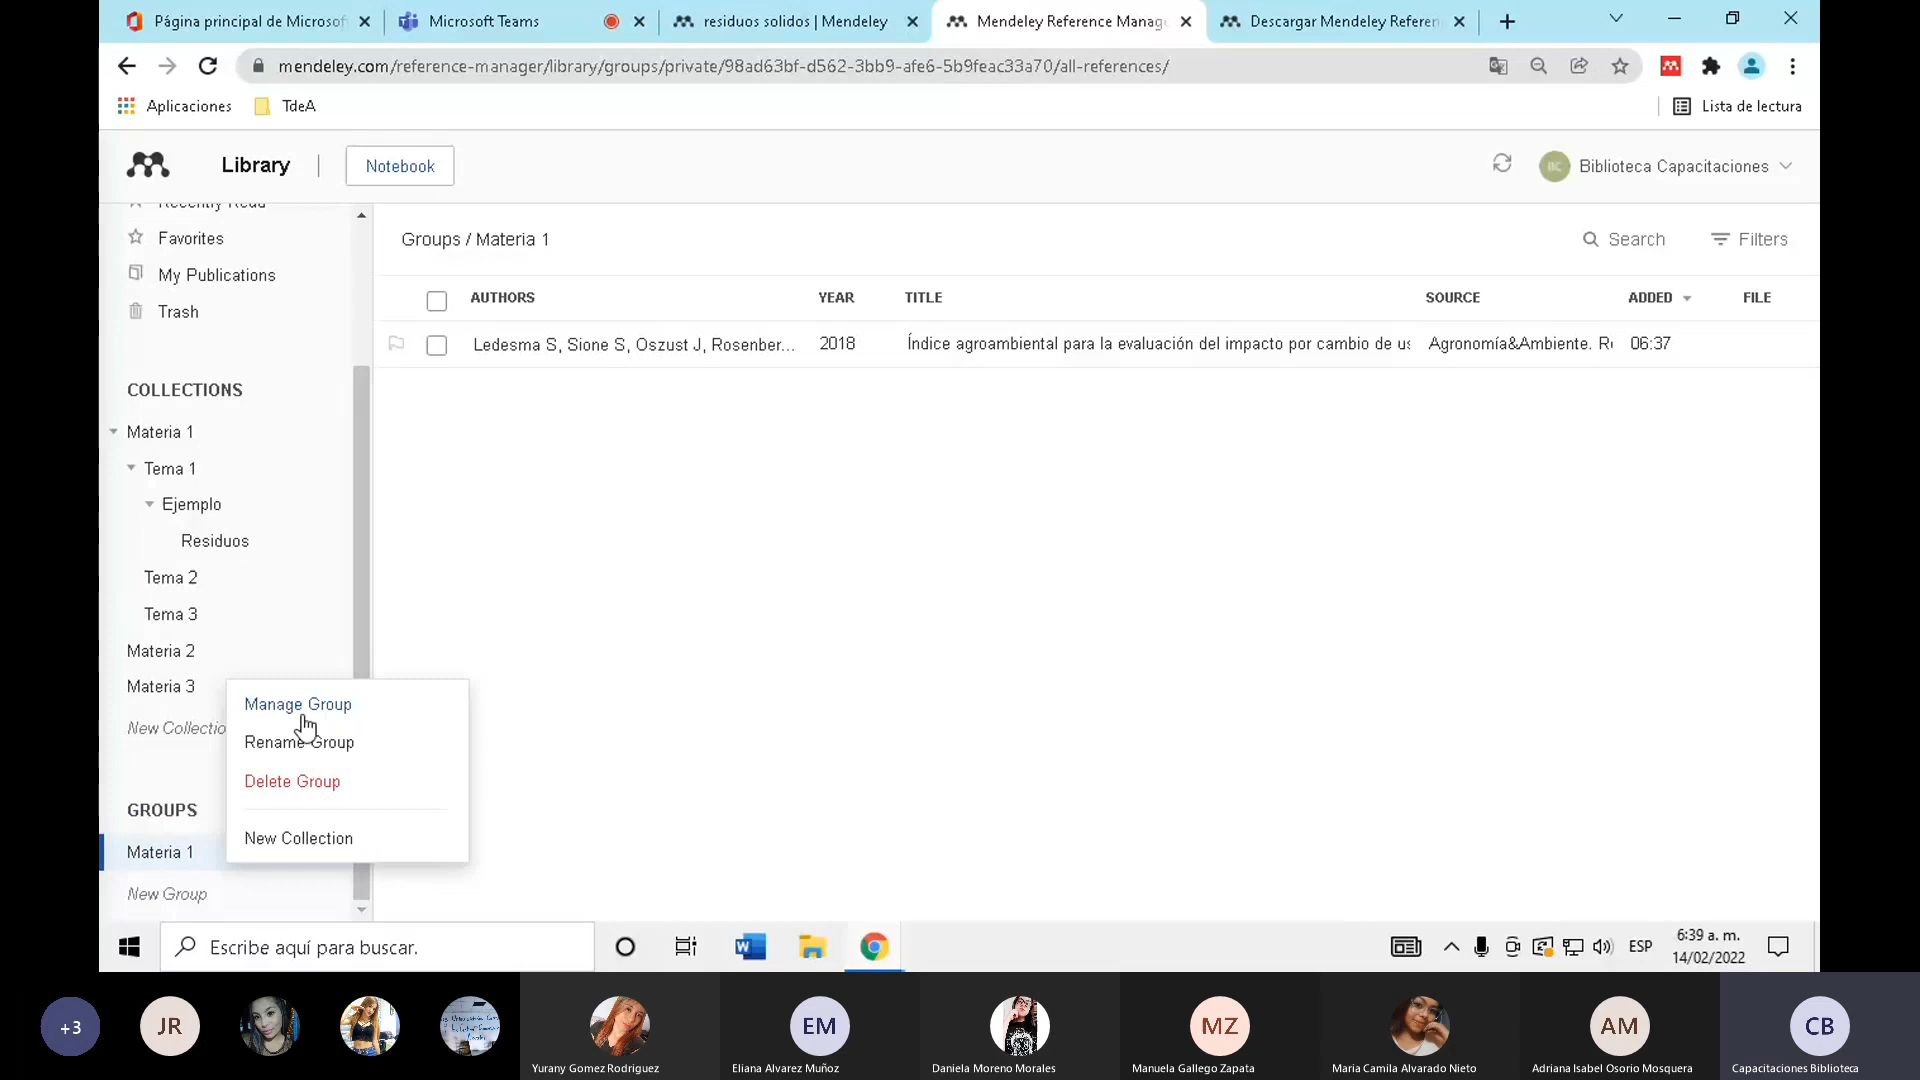 Página principal de Microsof
Microsoft Teams
residuos solidos | Mendeley
Mendeley Reference Manag
Descargar Mendeley Referen
mendeley.com/reference-manager/library/groups/private/98ad63bf-d562-3bb9-afe6-5b9feac33a70/all-references/
Aplicaciones
TdeA
Lista de lectura
Library
Notebook
BC
Biblioteca Capacitaciones
Recently Read
Favorites
My Publications
Trash
COLLECTIONS
Materia 1
Tema 1
Ejemplo
Residuos
Tema 2
Tema 3
Materia 2
Materia 3
New Collectio
GROUPS
Materia 1
New Group
Manage Group
Rename Group
Delete Group
New Collection
Groups / Materia 1
Search
Filters
AUTHORS YEAR TITLE SOURCE ADDED FILE
Ledesma S, Sione S, Oszust J, Rosenber... 2018 Índice agroambiental para la evaluación del impacto por cambio de us Agronomía&Ambiente. R 06:37
Escribe aquí para buscar.
ESP
6:39 a. m.
14/02/2022
+3
JR
EM
MZ
AM
CB
Yurany Gomez Rodriguez
Eliana Alvarez Muñoz
Daniela Moreno Morales
Manuela Gallego Zapata
Maria Camila Alvarado Nieto
Adriana Isabel Osorio Mosquera
Capacitaciones Biblioteca